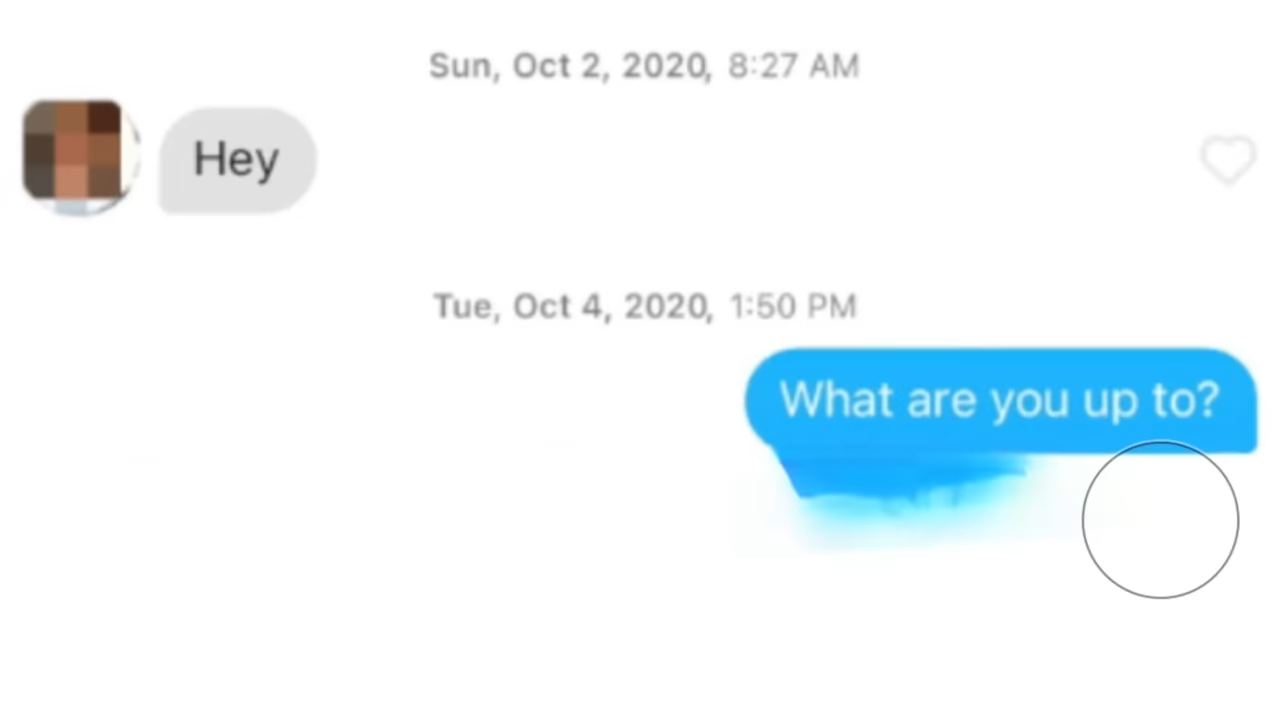 Sun, Oct 2, 2020, 8:27 AM
Hey
Tue, Oct 4, 2020, 1:50 PM
What are you up to?